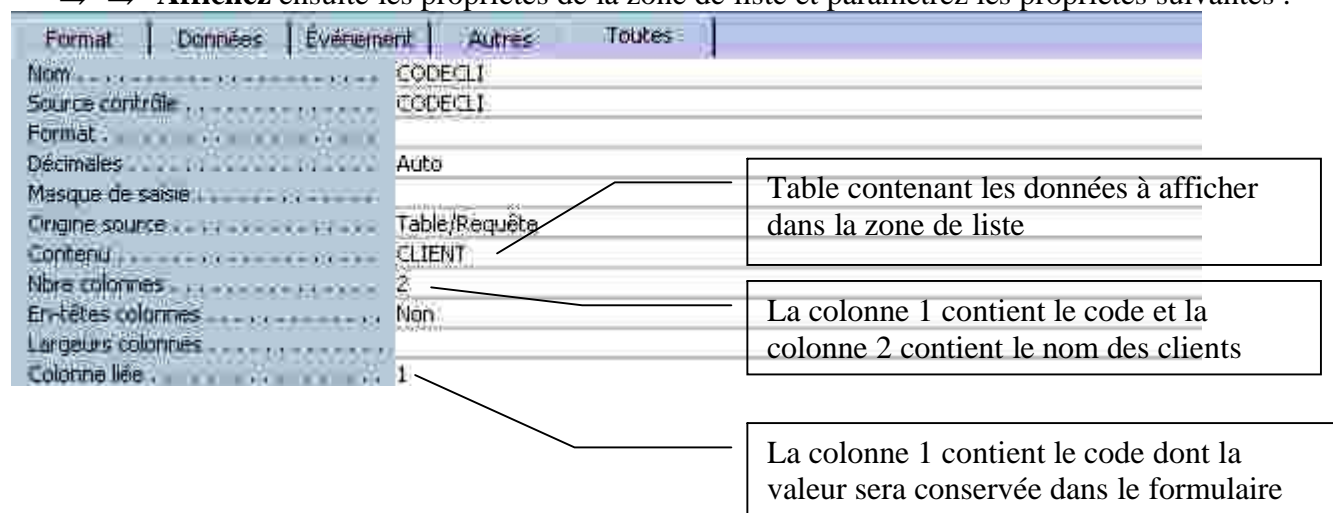 → → Affichez ensuite les propriétés de la zone de liste et paramétrez les propriétés suivantes :
Format Données Événement Autres Toutes
Nom CODECLI
Source contrôle CODECLI
Format
Décimales Auto
Masque de saisie
Origine source Table/Requête
Contenu CLIENT
Nbre colonnes 2
En-têtes colonnes Non
Largeurs colonnes
Colonne liée 1
Table contenant les données à afficher
dans la zone de liste
La colonne 1 contient le code et la
colonne 2 contient le nom des clients
La colonne 1 contient le code dont la
valeur sera conservée dans le formulaire